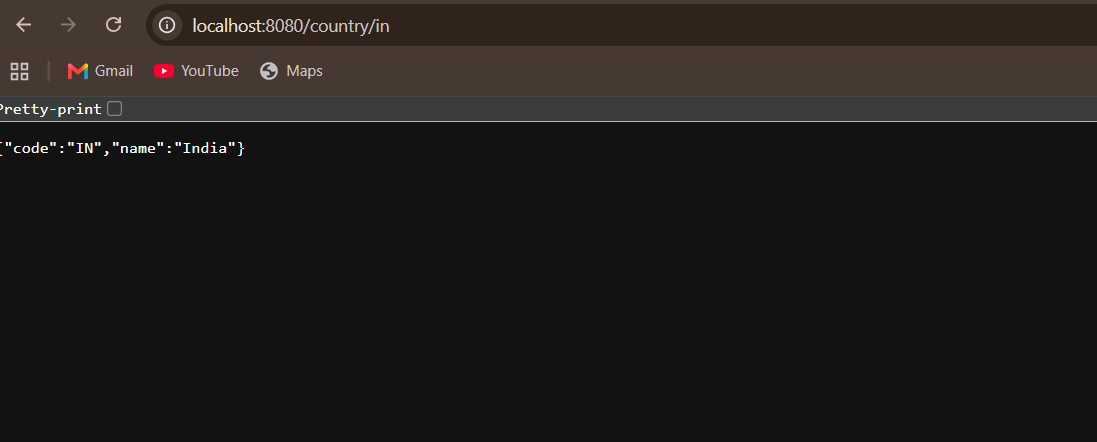 localhost:8080/country/in
Gmail YouTube Maps
Pretty-print
{"code":"IN","name":"India"}